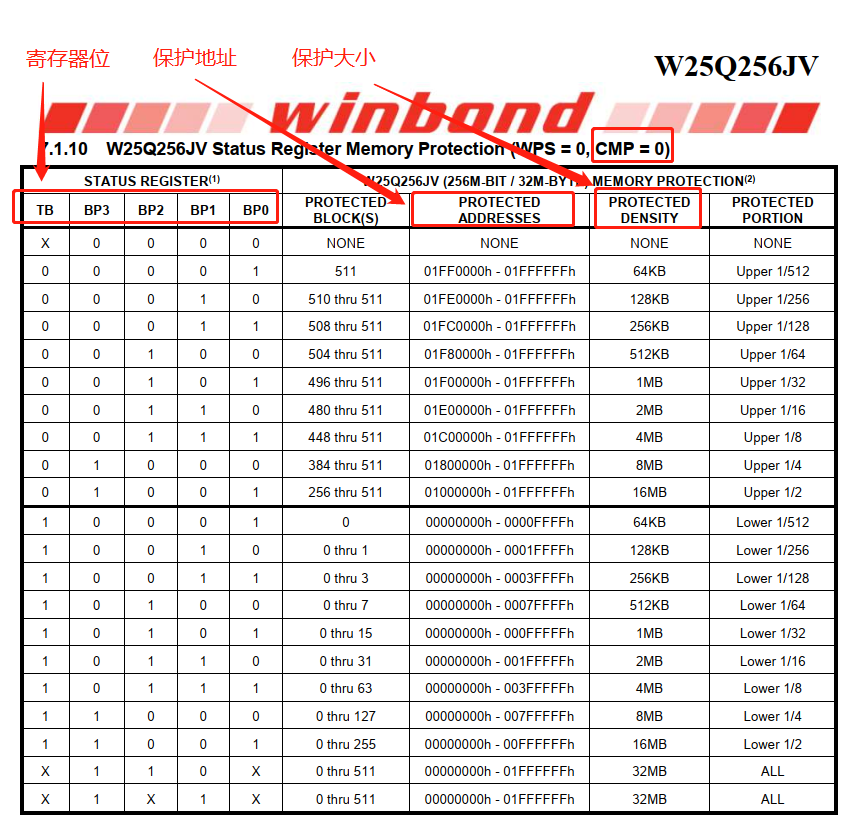 寄存器位 保护地址 保护大小
W25Q256JV
winbond
7.1.10 W25Q256JV Status Register Memory Protection (WPS = 0, CMP = 0)
STATUS REGISTER(1) W25Q256JV (256M-BIT / 32M-BYTE) MEMORY PROTECTION(2)
TB BP3 BP2 BP1 BP0 PROTECTED BLOCK(S) PROTECTED ADDRESSES PROTECTED DENSITY PROTECTED PORTION
X 0 0 0 0 NONE NONE NONE NONE
0 0 0 0 1 511 01FF0000h - 01FFFFFFh 64KB Upper 1/512
0 0 0 1 0 510 thru 511 01FE0000h - 01FFFFFFh 128KB Upper 1/256
0 0 0 1 1 508 thru 511 01FC0000h - 01FFFFFFh 256KB Upper 1/128
0 0 1 0 0 504 thru 511 01F80000h - 01FFFFFFh 512KB Upper 1/64
0 0 1 0 1 496 thru 511 01F00000h - 01FFFFFFh 1MB Upper 1/32
0 0 1 1 0 480 thru 511 01E00000h - 01FFFFFFh 2MB Upper 1/16
0 0 1 1 1 448 thru 511 01C00000h - 01FFFFFFh 4MB Upper 1/8
0 1 0 0 0 384 thru 511 01800000h - 01FFFFFFh 8MB Upper 1/4
0 1 0 0 1 256 thru 511 01000000h - 01FFFFFFh 16MB Upper 1/2
1 0 0 0 1 0 00000000h - 0000FFFFh 64KB Lower 1/512
1 0 0 1 0 0 thru 1 00000000h - 0001FFFFh 128KB Lower 1/256
1 0 0 1 1 0 thru 3 00000000h - 0003FFFFh 256KB Lower 1/128
1 0 1 0 0 0 thru 7 00000000h - 0007FFFFh 512KB Lower 1/64
1 0 1 0 1 0 thru 15 00000000h - 000FFFFFh 1MB Lower 1/32
1 0 1 1 0 0 thru 31 00000000h - 001FFFFFh 2MB Lower 1/16
1 0 1 1 1 0 thru 63 00000000h - 003FFFFFh 4MB Lower 1/8
1 1 0 0 0 0 thru 127 00000000h - 007FFFFFh 8MB Lower 1/4
1 1 0 0 1 0 thru 255 00000000h - 00FFFFFFh 16MB Lower 1/2
X 1 1 0 X 0 thru 511 00000000h - 01FFFFFFh 32MB ALL
X 1 X 1 X 0 thru 511 00000000h - 01FFFFFFh 32MB ALL